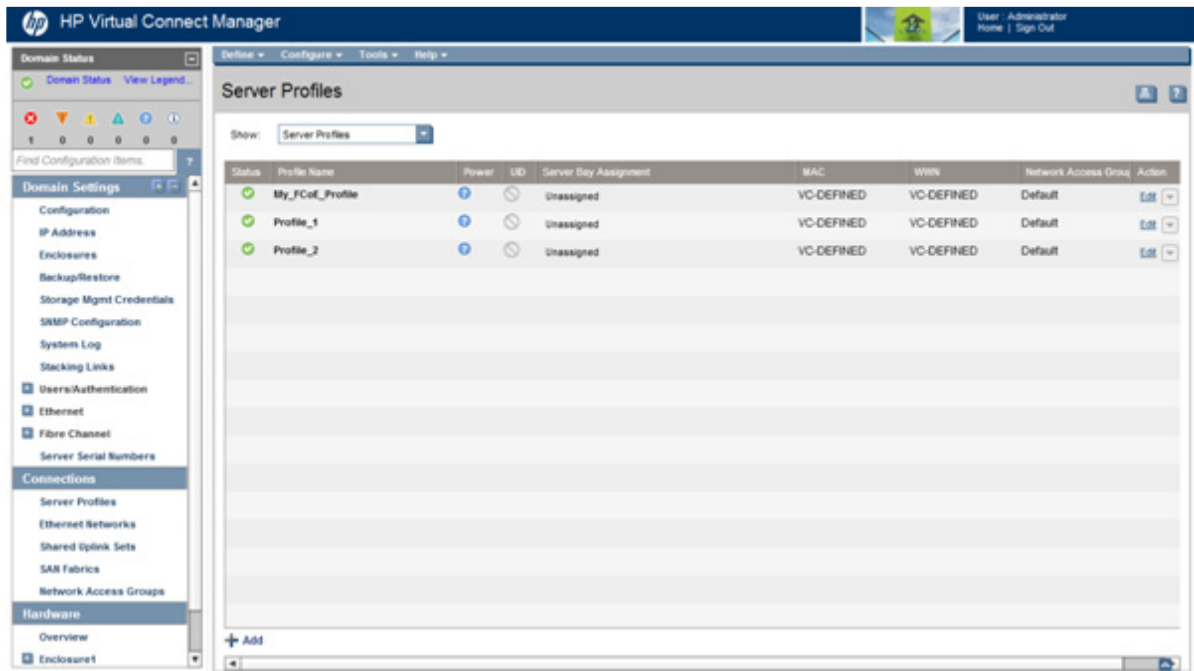 hp HP Virtual Connect Manager
User : Administrator
Home | Sign Out
Domain Status
Domain Status View Legend...
1 0 0 0 0 0
Find Configuration Items. ?
Domain Settings
Configuration
IP Address
Enclosures
Backup/Restore
Storage Mgmt Credentials
SNMP Configuration
System Log
Stacking Links
Users/Authentication
Ethernet
Fibre Channel
Server Serial Numbers
Connections
Server Profiles
Ethernet Networks
Shared Uplink Sets
SAN Fabrics
Network Access Groups
Hardware
Overview
Enclosure1
Define Configure Tools Help
Server Profiles ?
Show: Server Profiles
Status Profile Name Power UID Server Bay Assignment MAC WWN Network Access Group Action
My_FCoE_Profile ? Unassigned VC-DEFINED VC-DEFINED Default Edit
Profile_1 ? Unassigned VC-DEFINED VC-DEFINED Default Edit
Profile_2 ? Unassigned VC-DEFINED VC-DEFINED Default Edit
Add